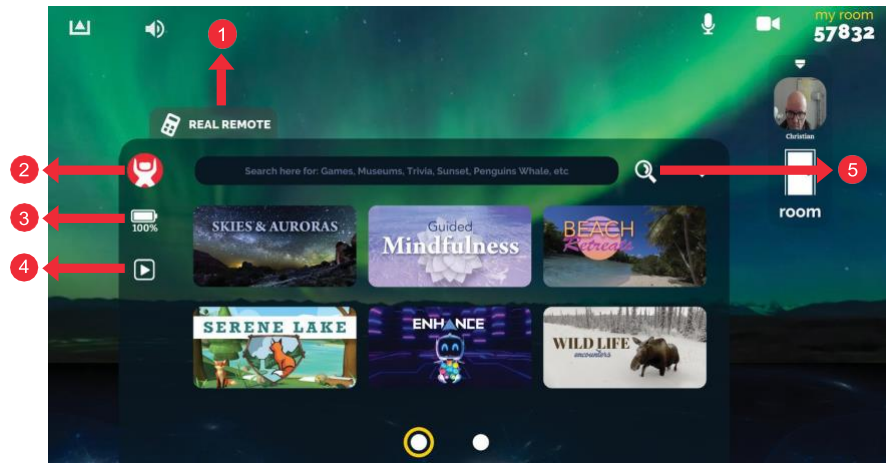 my room
57832
1
REAL REMOTE
Christian
2
Search here for: Games, Museums, Trivia, Sunset, Penguins Whale, etc
5
room
3
100%
SKIES & AURORAS
Guided
Mindfulness
BEACH
Retreats
4
SERENE LAKE
ENHANCE
WILD LIFE
encounters